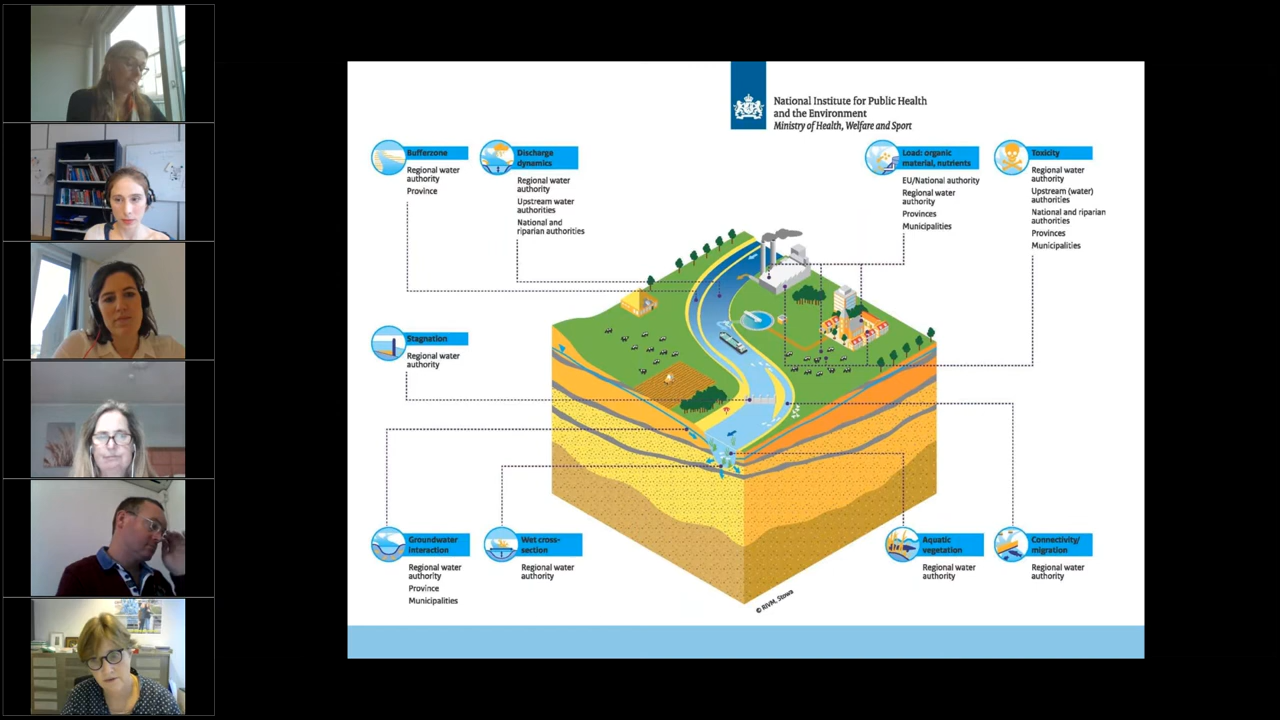 National Institute for Public Health
and the Environment
Ministry of Health, Welfare and Sport
Bufferzone
Regional water
authority
Province
Discharge
dynamics
Regional water
authority
Upstream water
authorities
National and
riparian authorities
Load: organic
material, nutrients
EU/National authority
Regional water
authority
Provinces
Municipalities
Toxicity
Regional water
authority
Upstream (water)
authorities
National and riparian
authorities
Provinces
Municipalities
Stagnation
Regional water
authority
Groundwater
interaction
Regional water
authority
Province
Municipalities
Wet cross-
section
Regional water
authority
Aquatic
vegetation
Regional water
authority
Connectivity/
migration
Regional water
authority
© RIVM, Stowa